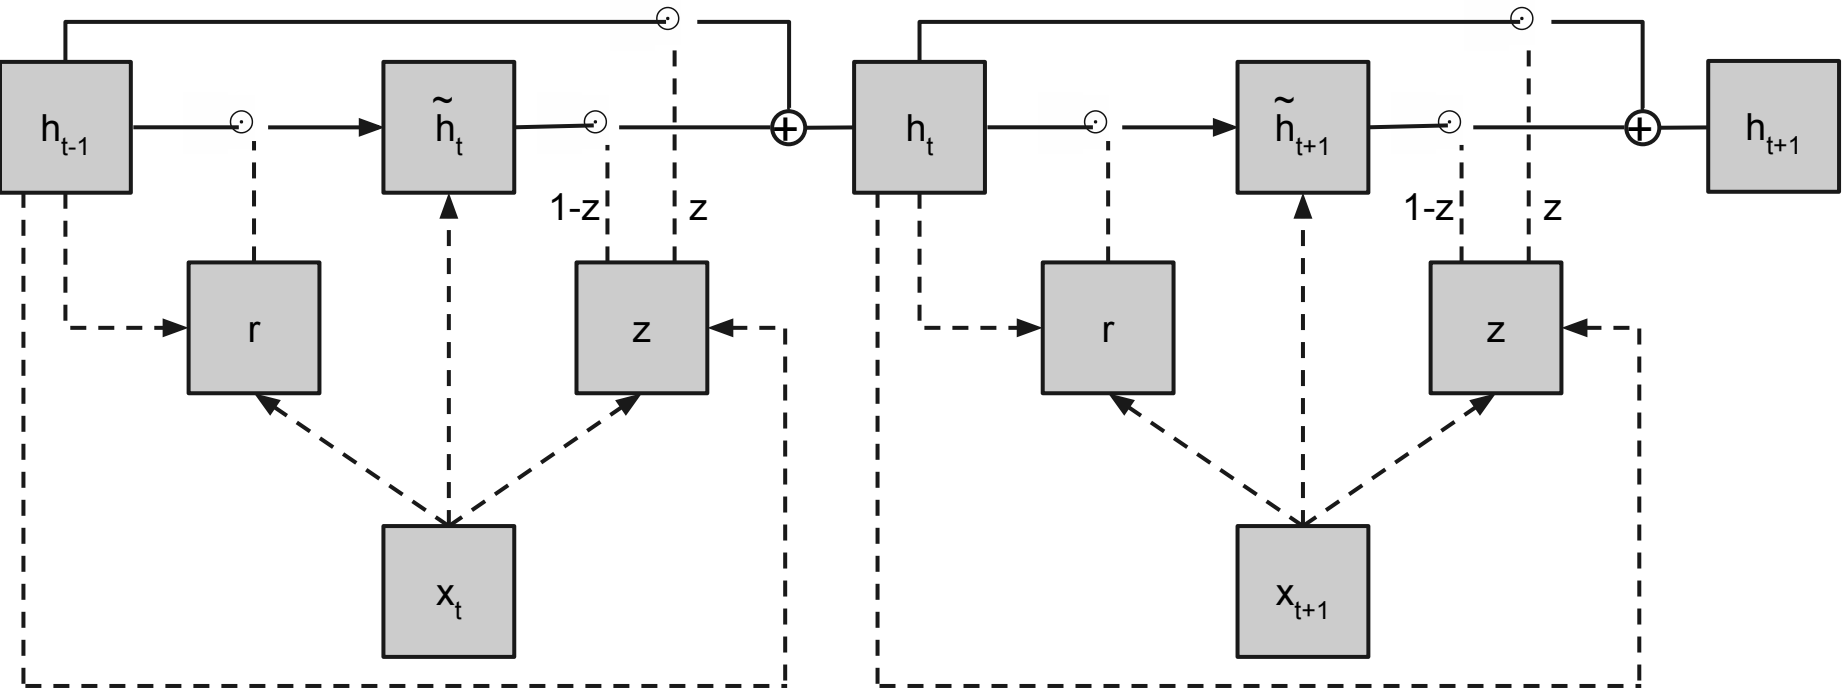 h_{t-1}
h̃_t
h_t
h̃_{t+1}
h_{t+1}
1-z
z
1-z
z
r
z
r
z
x_t
x_{t+1}